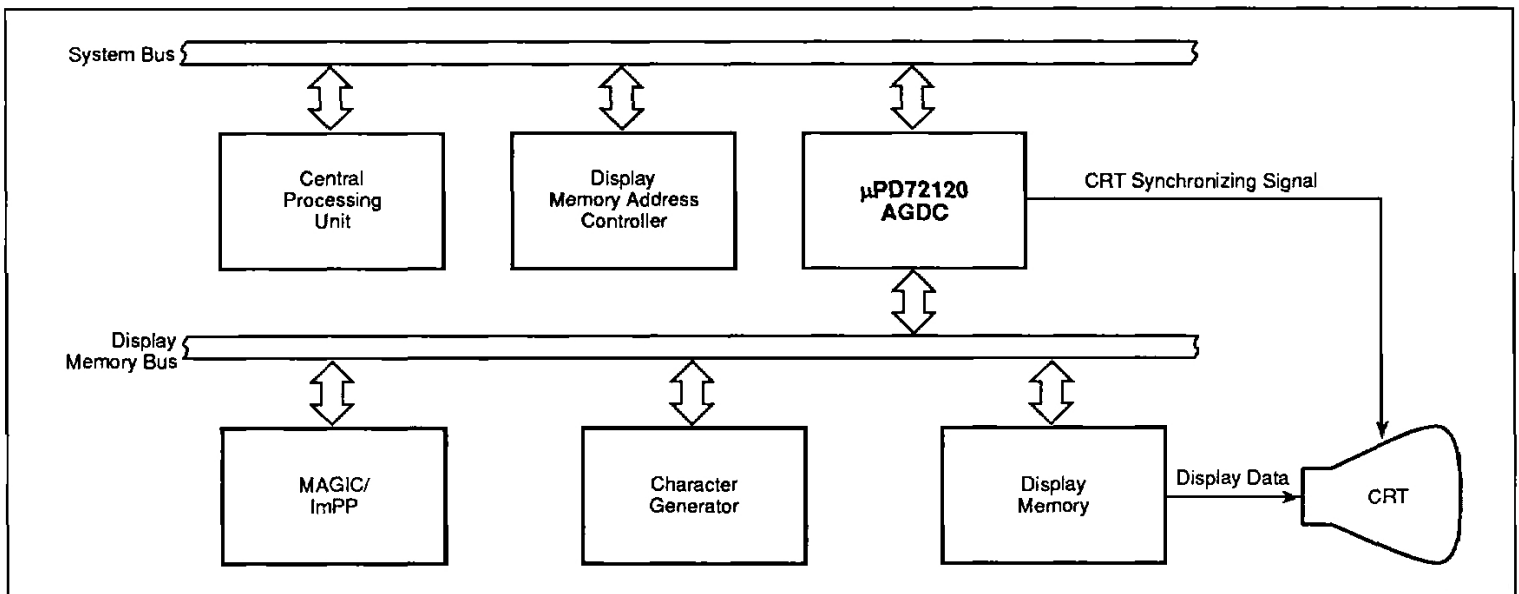 System Bus
Central
Processing
Unit
Display
Memory Address
Controller
µPD72120
AGDC
CRT Synchronizing Signal
Display
Memory Bus
MAGIC/
ImPP
Character
Generator
Display
Memory
Display Data
CRT